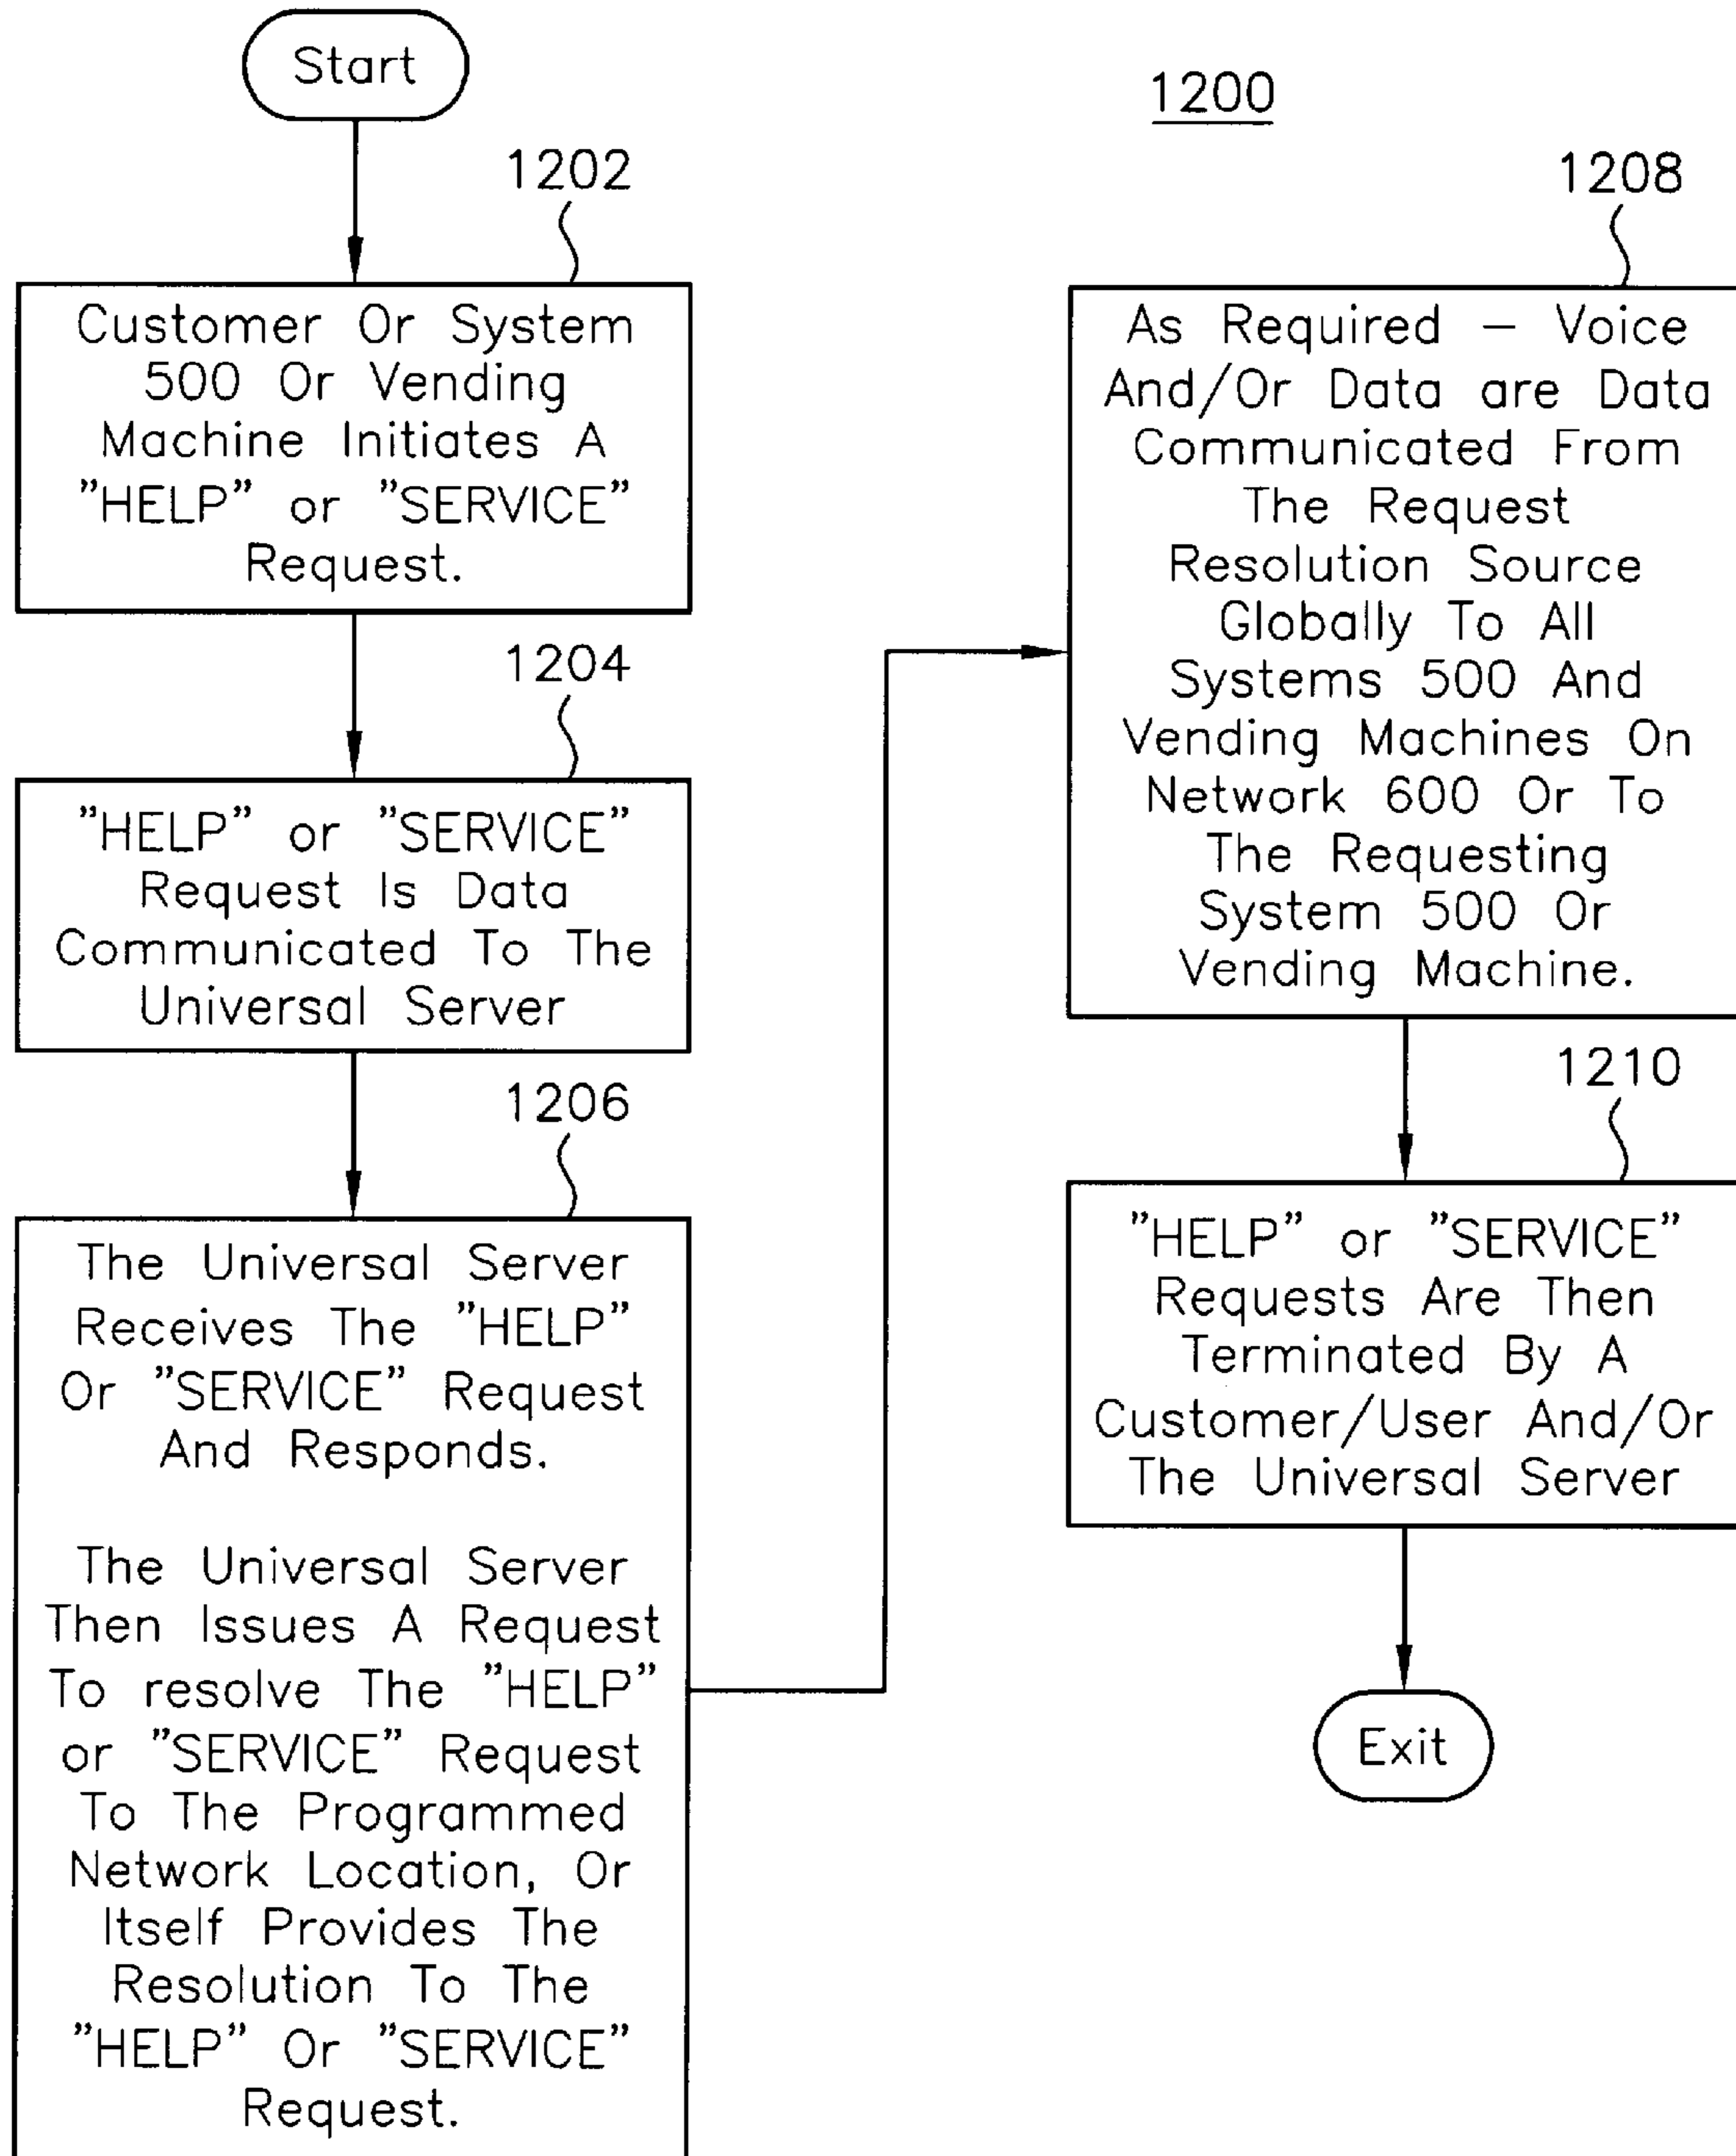 Start
1200
1202
Customer Or System
500 Or Vending
Machine Initiates A
"HELP" or "SERVICE"
Request.
1204
"HELP" or "SERVICE"
Request Is Data
Communicated To The
Universal Server
1206
The Universal Server
Receives The "HELP"
Or "SERVICE" Request
And Responds.
The Universal Server
Then Issues A Request
To resolve The "HELP"
or "SERVICE" Request
To The Programmed
Network Location, Or
Itself Provides The
Resolution To The
"HELP" Or "SERVICE"
Request.
1208
As Required – Voice
And/Or Data are Data
Communicated From
The Request
Resolution Source
Globally To All
Systems 500 And
Vending Machines On
Network 600 Or To
The Requesting
System 500 Or
Vending Machine.
1210
"HELP" or "SERVICE"
Requests Are Then
Terminated By A
Customer/User And/Or
The Universal Server
Exit